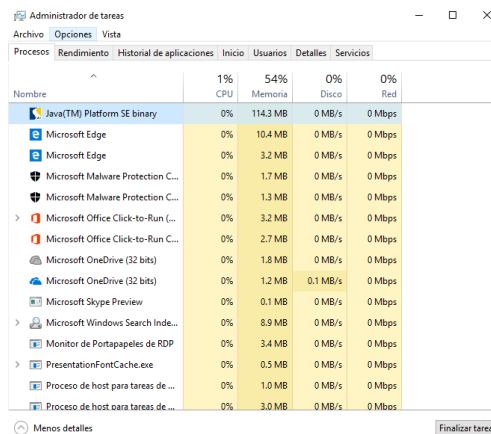 Administrador de tareas
Archivo Opciones Vista
Procesos Rendimiento Historial de aplicaciones Inicio Usuarios Detalles Servicios
1% 54% 0% 0%
Nombre CPU Memoria Disco Red
Java(TM) Platform SE binary 0% 114.3 MB 0 MB/s 0 Mbps
Microsoft Edge 0% 10.4 MB 0 MB/s 0 Mbps
Microsoft Edge 0% 3.2 MB 0 MB/s 0 Mbps
Microsoft Malware Protection C... 0% 1.7 MB 0 MB/s 0 Mbps
Microsoft Malware Protection C... 0% 1.3 MB 0 MB/s 0 Mbps
Microsoft Office Click-to-Run (... 0% 3.2 MB 0 MB/s 0 Mbps
Microsoft Office Click-to-Run C... 0% 2.7 MB 0 MB/s 0 Mbps
Microsoft OneDrive (32 bits) 0% 1.8 MB 0 MB/s 0 Mbps
Microsoft OneDrive (32 bits) 0% 1.2 MB 0.1 MB/s 0 Mbps
Microsoft Skype Preview 0% 0.1 MB 0 MB/s 0 Mbps
Microsoft Windows Search Inde... 0% 8.9 MB 0 MB/s 0 Mbps
Monitor de Portapapeles de RDP 0% 3.4 MB 0 MB/s 0 Mbps
PresentationFontCache.exe 0% 0.5 MB 0 MB/s 0 Mbps
Proceso de host para tareas de ... 0% 1.0 MB 0 MB/s 0 Mbps
Proceso de host para tareas de ... 0% 3.0 MB 0 MB/s 0 Mbps
Menos detalles Finalizar tarea